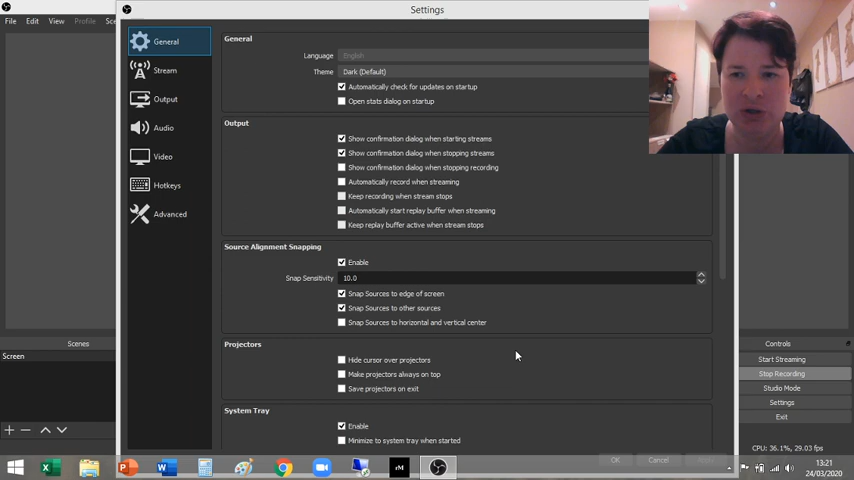 Settings
File Edit View Profile Sce
General
Stream
Output
Audio
Video
Hotkeys
Advanced
General
Language English
Theme Dark (Default)
Automatically check for updates on startup
Open stats dialog on startup
Output
Show confirmation dialog when starting streams
Show confirmation dialog when stopping streams
Show confirmation dialog when stopping recording
Automatically record when streaming
Keep recording when stream stops
Automatically start replay buffer when streaming
Keep replay buffer active when stream stops
Source Alignment Snapping
Enable
Snap Sensitivity 10.0
Snap Sources to edge of screen
Snap Sources to other sources
Snap Sources to horizontal and vertical center
Projectors
Hide cursor over projectors
Make projectors always on top
Save projectors on exit
System Tray
Enable
Minimize to system tray when started
OK Cancel Apply
Scenes
Screen
Controls
Start Streaming
Stop Recording
Studio Mode
Settings
Exit
CPU: 36.1%, 29.03 fps
rM
13:21
24/03/2020